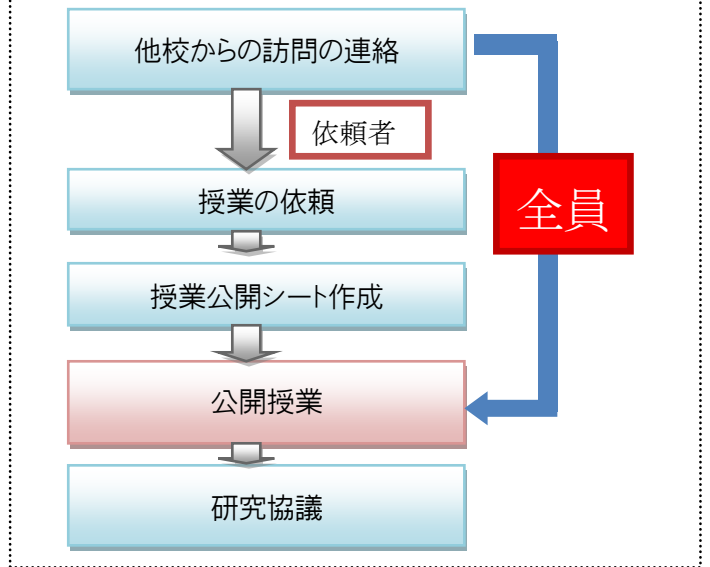 他校からの訪問の連絡
依頼者
授業の依頼
全員
授業公開シート作成
公開授業
研究協議